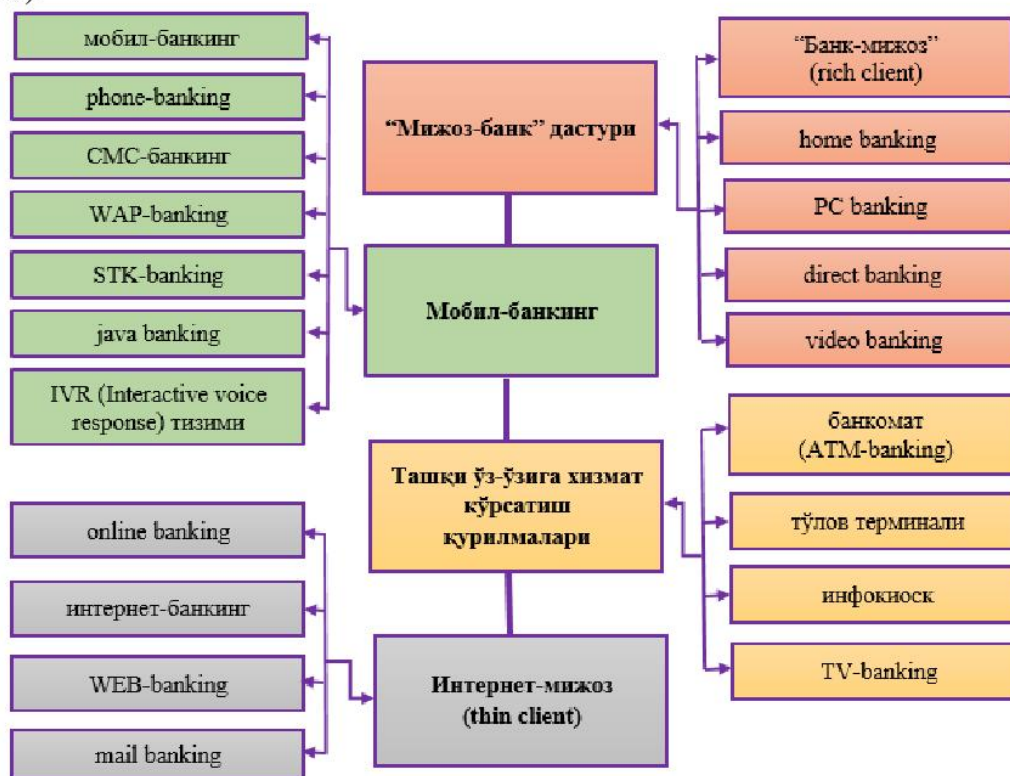 мобил-банкинг
phone-banking
СМС-банкинг
WAP-banking
STK-banking
java banking
IVR (Interactive voice
response) тизими
“Мижоз-банк” дастури
“Банк-мижоз”
(rich client)
home banking
PC banking
direct banking
video banking
Мобил-банкинг
Ташқи ўз-ўзига хизмат
кўрсатиш
қурилмалари
банкомат
(ATM-banking)
тўлов терминали
инфокиоск
TV-banking
online banking
интернет-банкинг
WEB-banking
mail banking
Интернет-мижоз
(thin client)